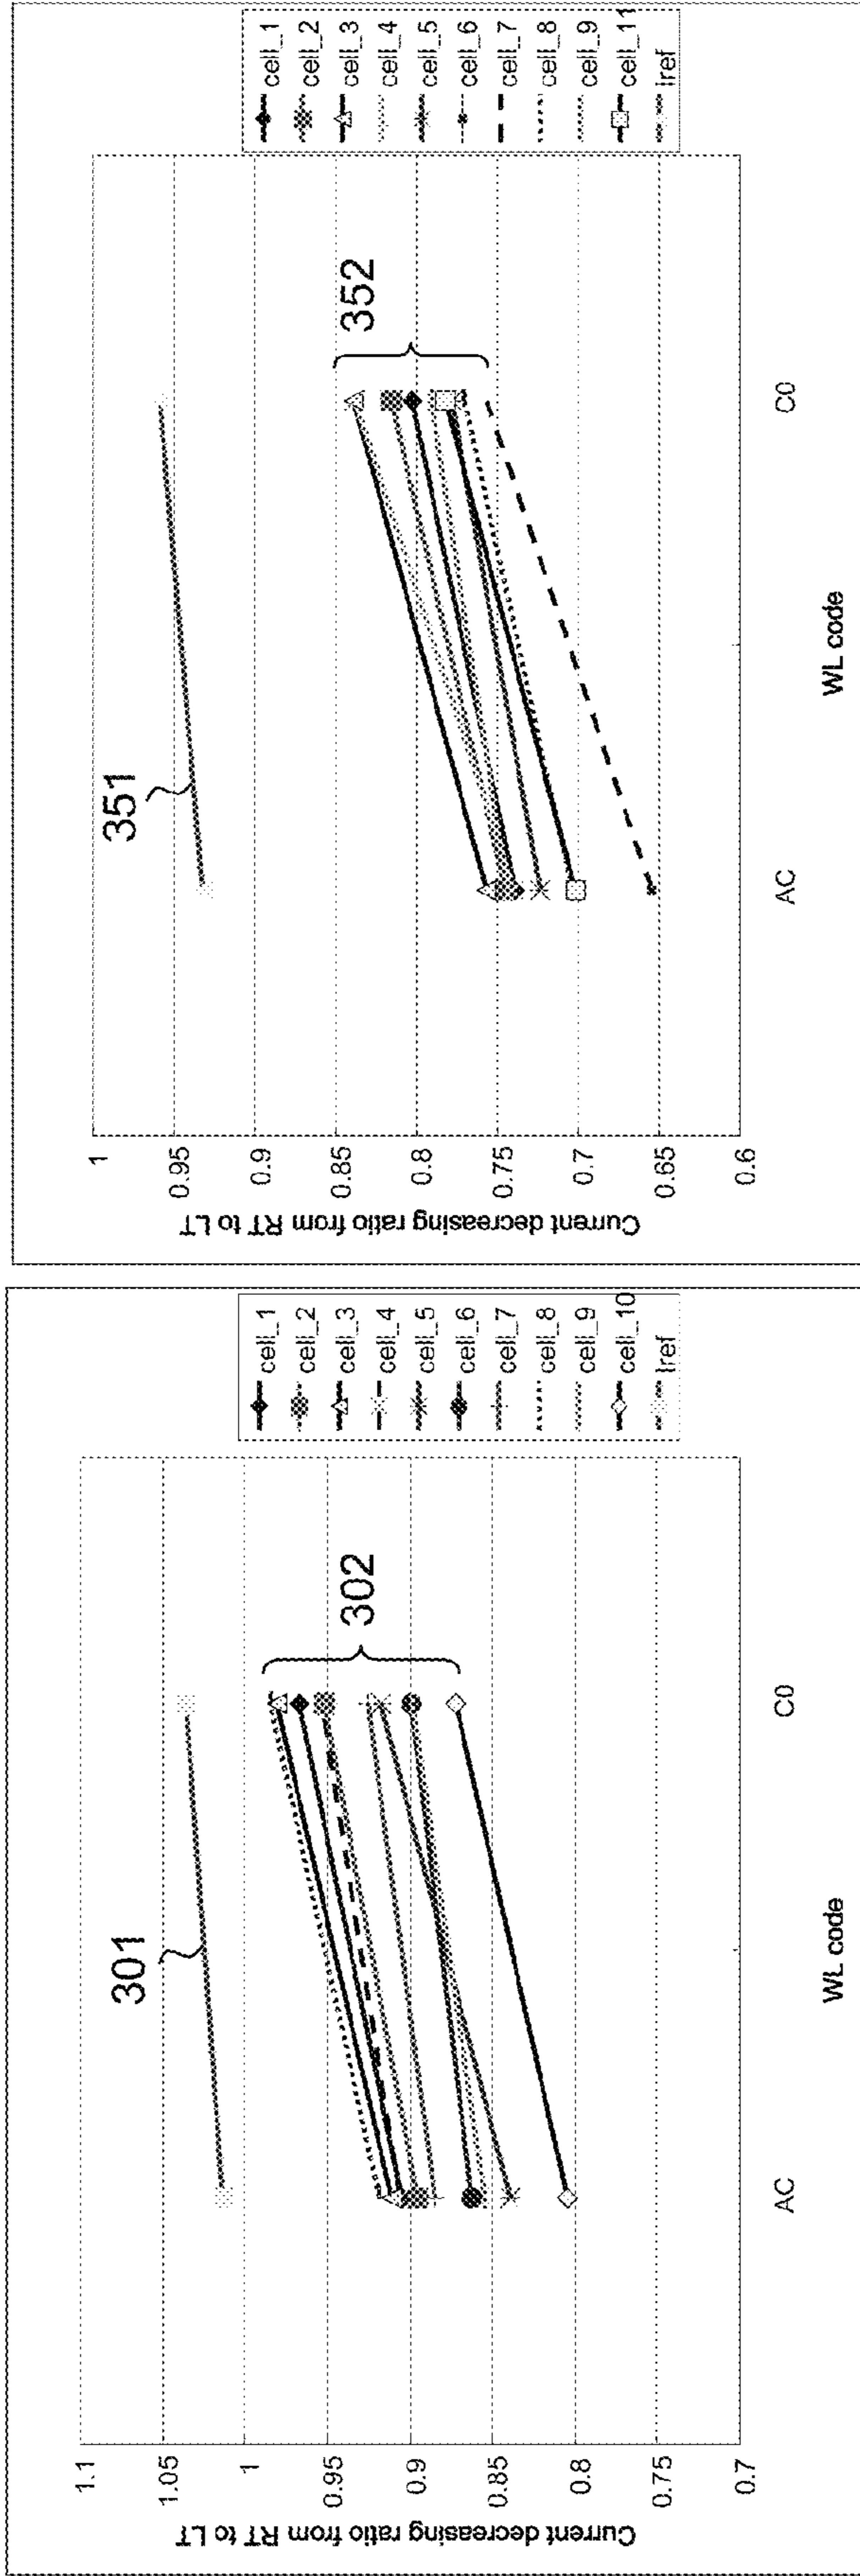 Current decreasing ratio from RT to LT
1.1
1.05
1
0.95
0.9
0.85
0.8
0.75
0.7
301
302
AC
C0
WL code
cell_1
cell_2
cell_3
cell_4
cell_5
cell_6
cell_7
cell_8
cell_9
cell_10
Iref
Current decreasing ratio from RT to LT
1
0.95
0.9
0.85
0.8
0.75
0.7
0.65
0.6
351
352
AC
C0
WL code
cell_1
cell_2
cell_3
cell_4
cell_5
cell_6
cell_7
cell_8
cell_9
cell_11
Iref